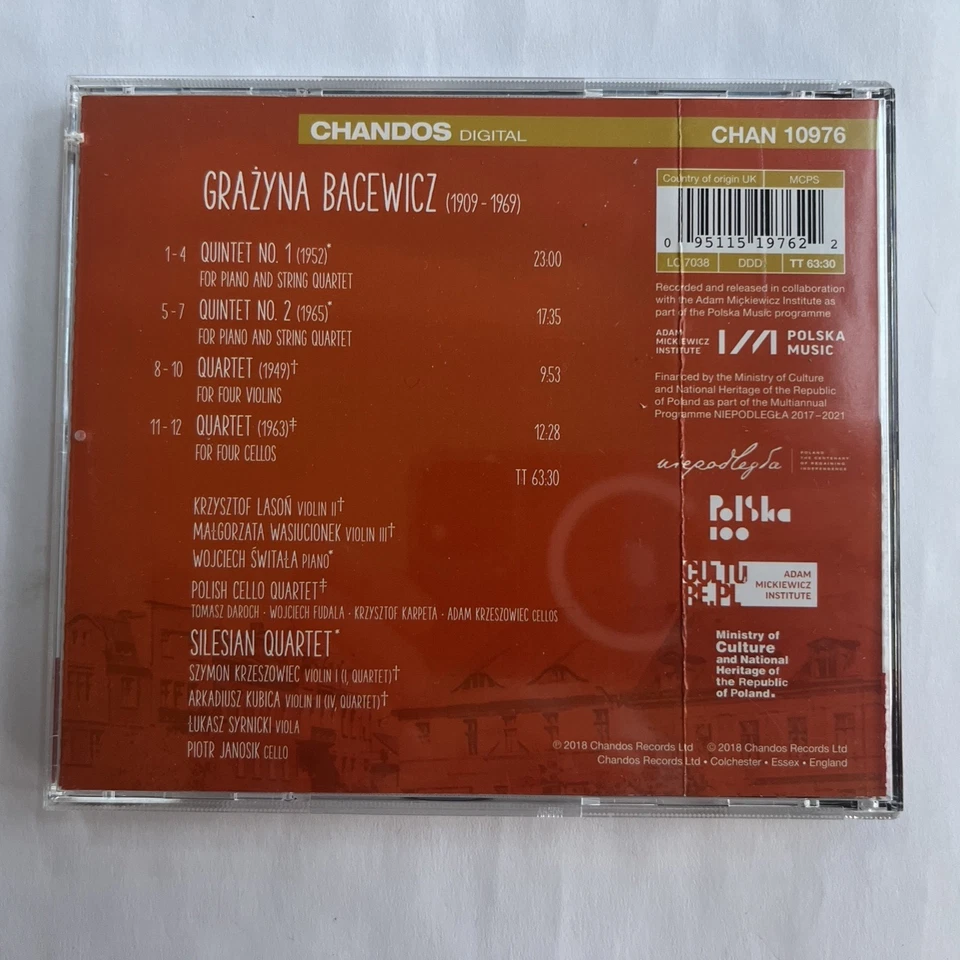 CHANDOS DIGITAL CHAN 10976
GRAŻYNA BACEWICZ (1909 – 1969)
1 – 4 QUINTET NO. 1 (1952)* 23:00
FOR PIANO AND STRING QUARTET
5 – 7 QUINTET NO. 2 (1965)* 17:35
FOR PIANO AND STRING QUARTET
8 – 10 QUARTET (1949)† 9:53
FOR FOUR VIOLINS
11 – 12 QUARTET (1963)‡ 12:28
FOR FOUR CELLOS
TT 63:30
KRZYSZTOF LASOŃ VIOLIN II†
MAŁGORZATA WASIUCIONEK VIOLIN III†
WOJCIECH ŚWITAŁA PIANO*
POLISH CELLO QUARTET‡
TOMASZ DAROCH · WOJCIECH FUDALA · KRZYSZTOF KARPETA · ADAM KRZESZOWIEC CELLOS
SILESIAN QUARTET*
SZYMON KRZESZOWIEC VIOLIN I (I, QUARTET)†
ARKADIUSZ KUBICA VIOLIN II (IV, QUARTET)†
ŁUKASZ SYRNICKI VIOLA
PIOTR JANOSIK CELLO
Country of origin UK MCPS
0 95115 19762 2
LC 7038 DDD TT 63:30
Recorded and released in collaboration
with the Adam Mickiewicz Institute as
part of the Polska Music programme
ADAM
MICKIEWICZ
INSTITUTE
POLSKA
MUSIC
Financed by the Ministry of Culture
and National Heritage of the Republic
of Poland as part of the Multiannual
Programme NIEPODLEGŁA 2017–2021
niepodległa
POLAND
THE CENTENARY
OF REGAINING
INDEPENDENCE
Polska
100
CULTU
RE.PL
ADAM
MICKIEWICZ
INSTITUTE
Ministry of
Culture
and National
Heritage of
the Republic
of Poland.
℗ 2018 Chandos Records Ltd © 2018 Chandos Records Ltd
Chandos Records Ltd • Colchester • Essex • England